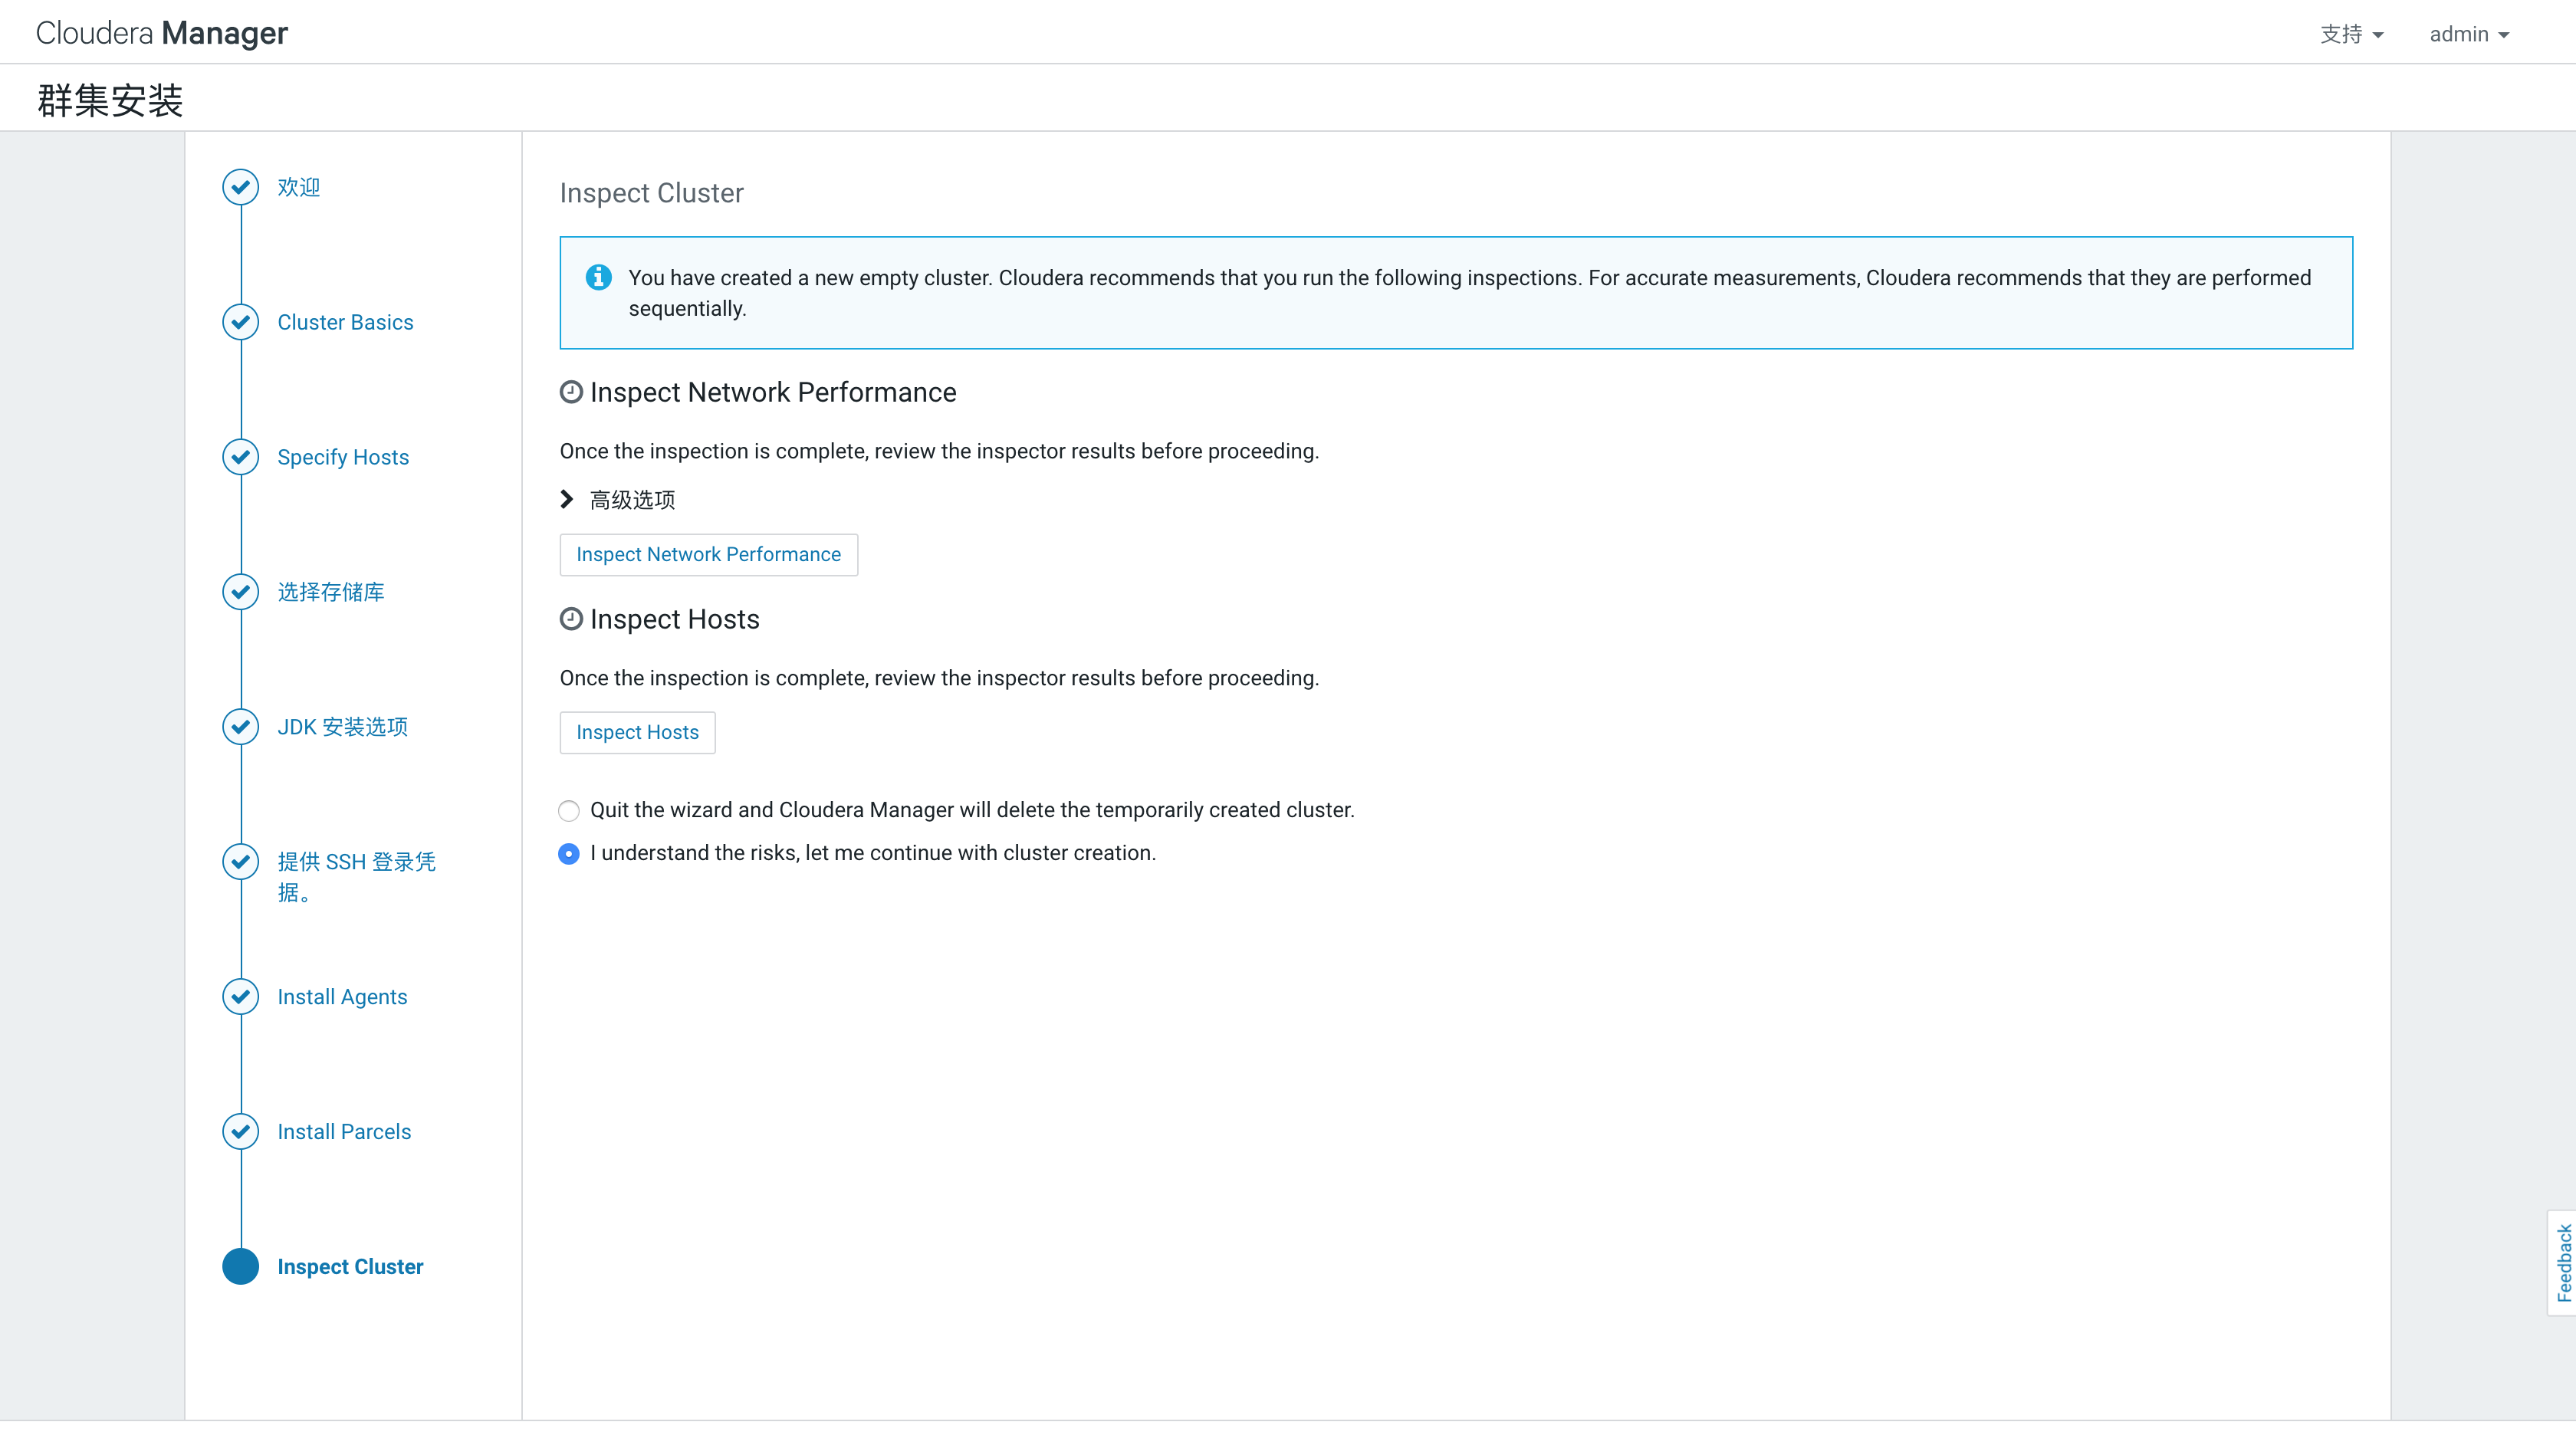 Cloudera Manager
支持
admin
群集安装
欢迎
Cluster Basics
Specify Hosts
选择存储库
JDK 安装选项
提供 SSH 登录凭
据。
Install Agents
Install Parcels
Inspect Cluster
Inspect Cluster
You have created a new empty cluster. Cloudera recommends that you run the following inspections. For accurate measurements, Cloudera recommends that they are performed
sequentially.
Inspect Network Performance
Once the inspection is complete, review the inspector results before proceeding.
高级选项
Inspect Network Performance
Inspect Hosts
Once the inspection is complete, review the inspector results before proceeding.
Inspect Hosts
Quit the wizard and Cloudera Manager will delete the temporarily created cluster.
I understand the risks, let me continue with cluster creation.
Feedback